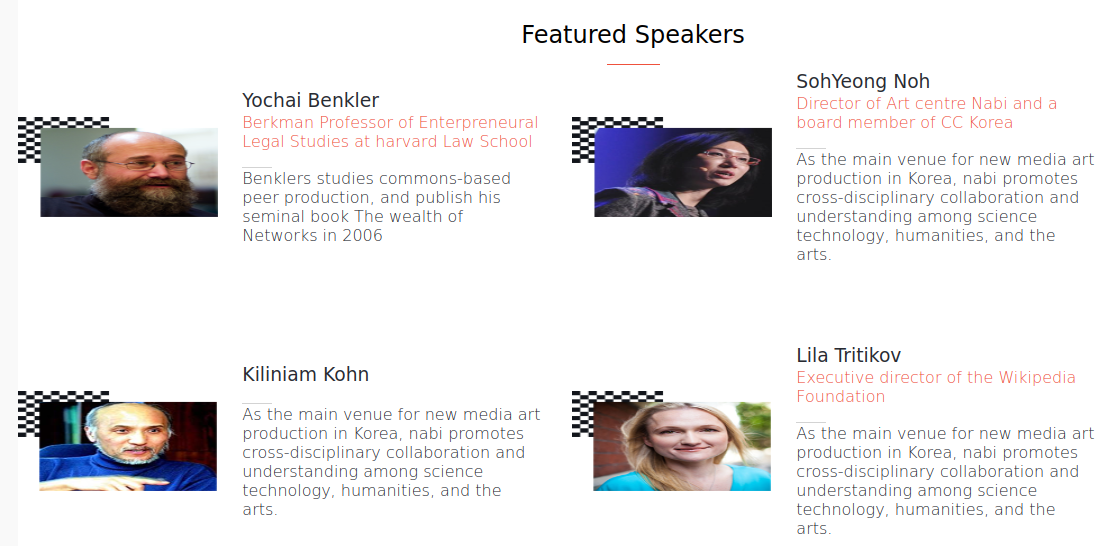 Featured Speakers
Yochai Benkler
Berkman Professor of Enterpreneural
Legal Studies at harvard Law School
Benklers studies commons-based
peer production, and publish his
seminal book The wealth of
Networks in 2006
SohYeong Noh
Director of Art centre Nabi and a
board member of CC Korea
As the main venue for new media art
production in Korea, nabi promotes
cross-disciplinary collaboration and
understanding among science
technology, humanities, and the
arts.
Kiliniam Kohn
As the main venue for new media art
production in Korea, nabi promotes
cross-disciplinary collaboration and
understanding among science
technology, humanities, and the
arts.
Lila Tritikov
Executive director of the Wikipedia
Foundation
As the main venue for new media art
production in Korea, nabi promotes
cross-disciplinary collaboration and
understanding among science
technology, humanities, and the
arts.